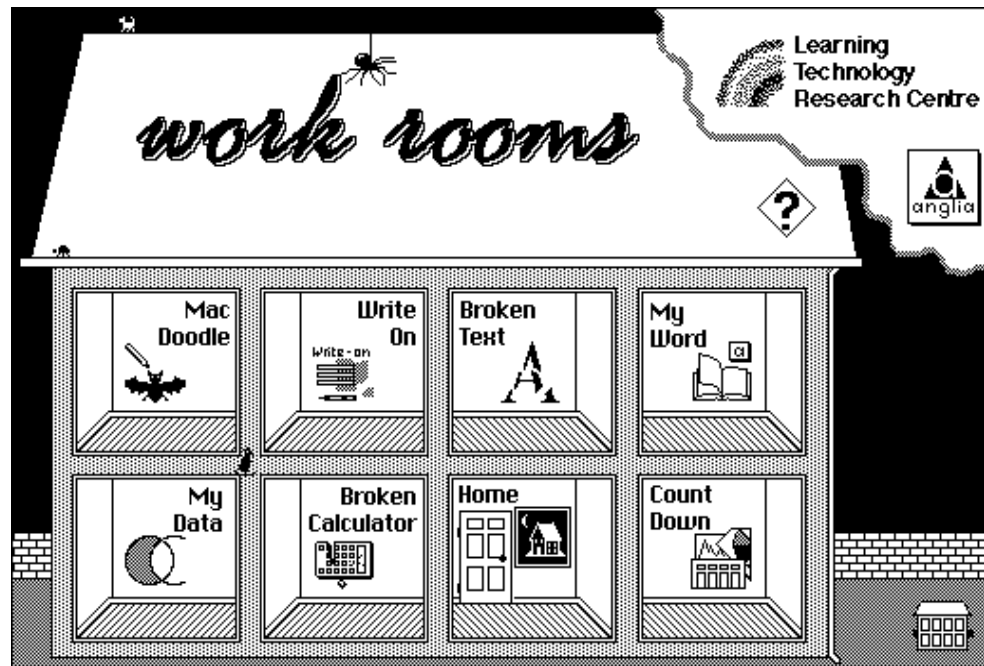 Learning
Technology
Research Centre
work rooms
?
anglia
Mac
Doodle
Write
On
Write-on
Broken
Text
A
My
Word
a
My
Data
Broken
Calculator
Home
Count
Down